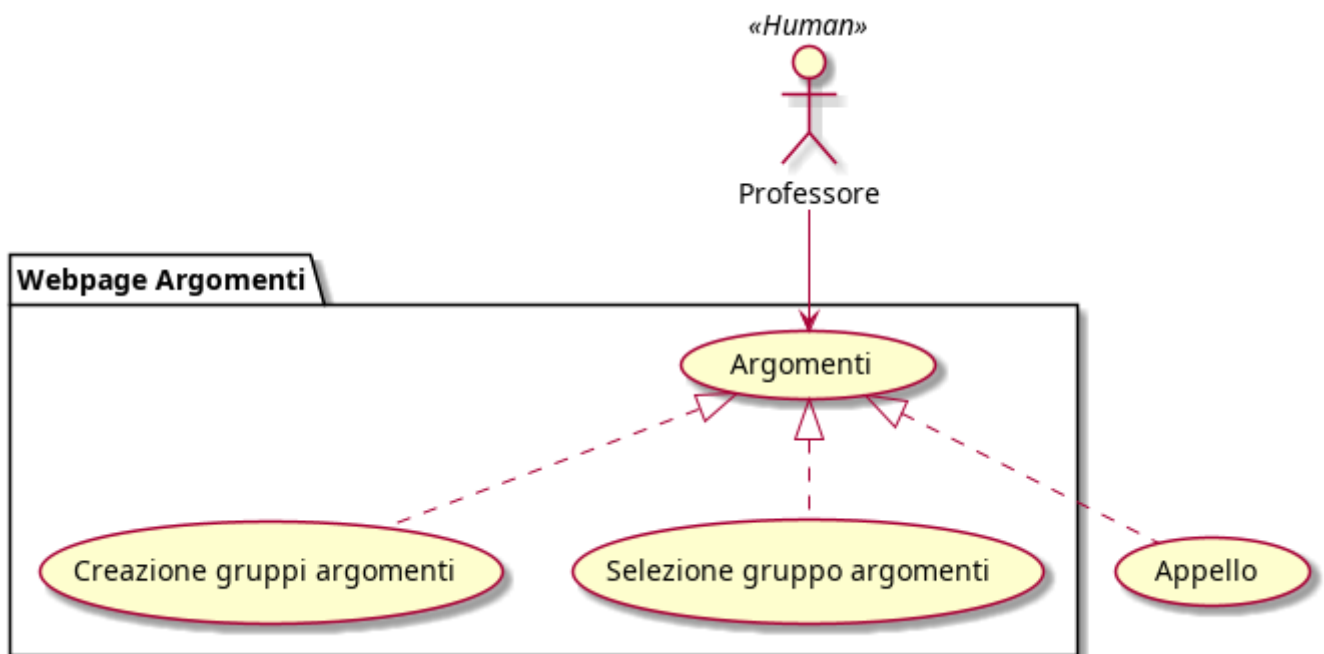 «Human»
Professore
Webpage Argomenti
Argomenti
Creazione gruppi argomenti
Selezione gruppo argomenti
Appello